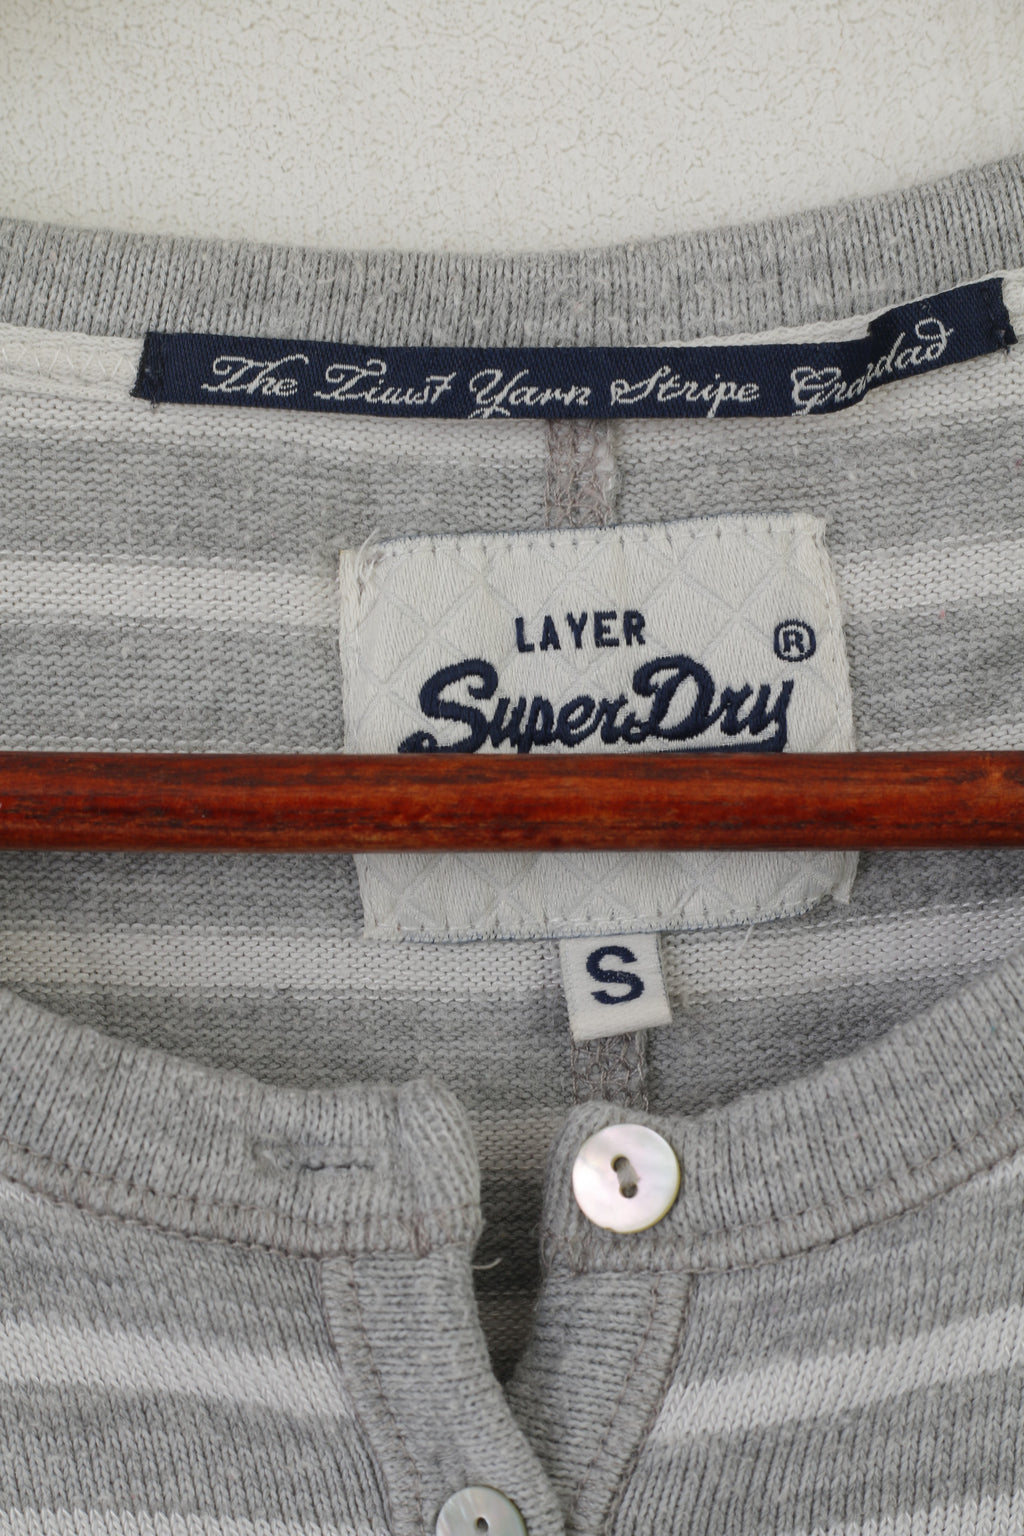 The Twist Yarn Stripe Grandad
LAYER
®
SuperDry
S